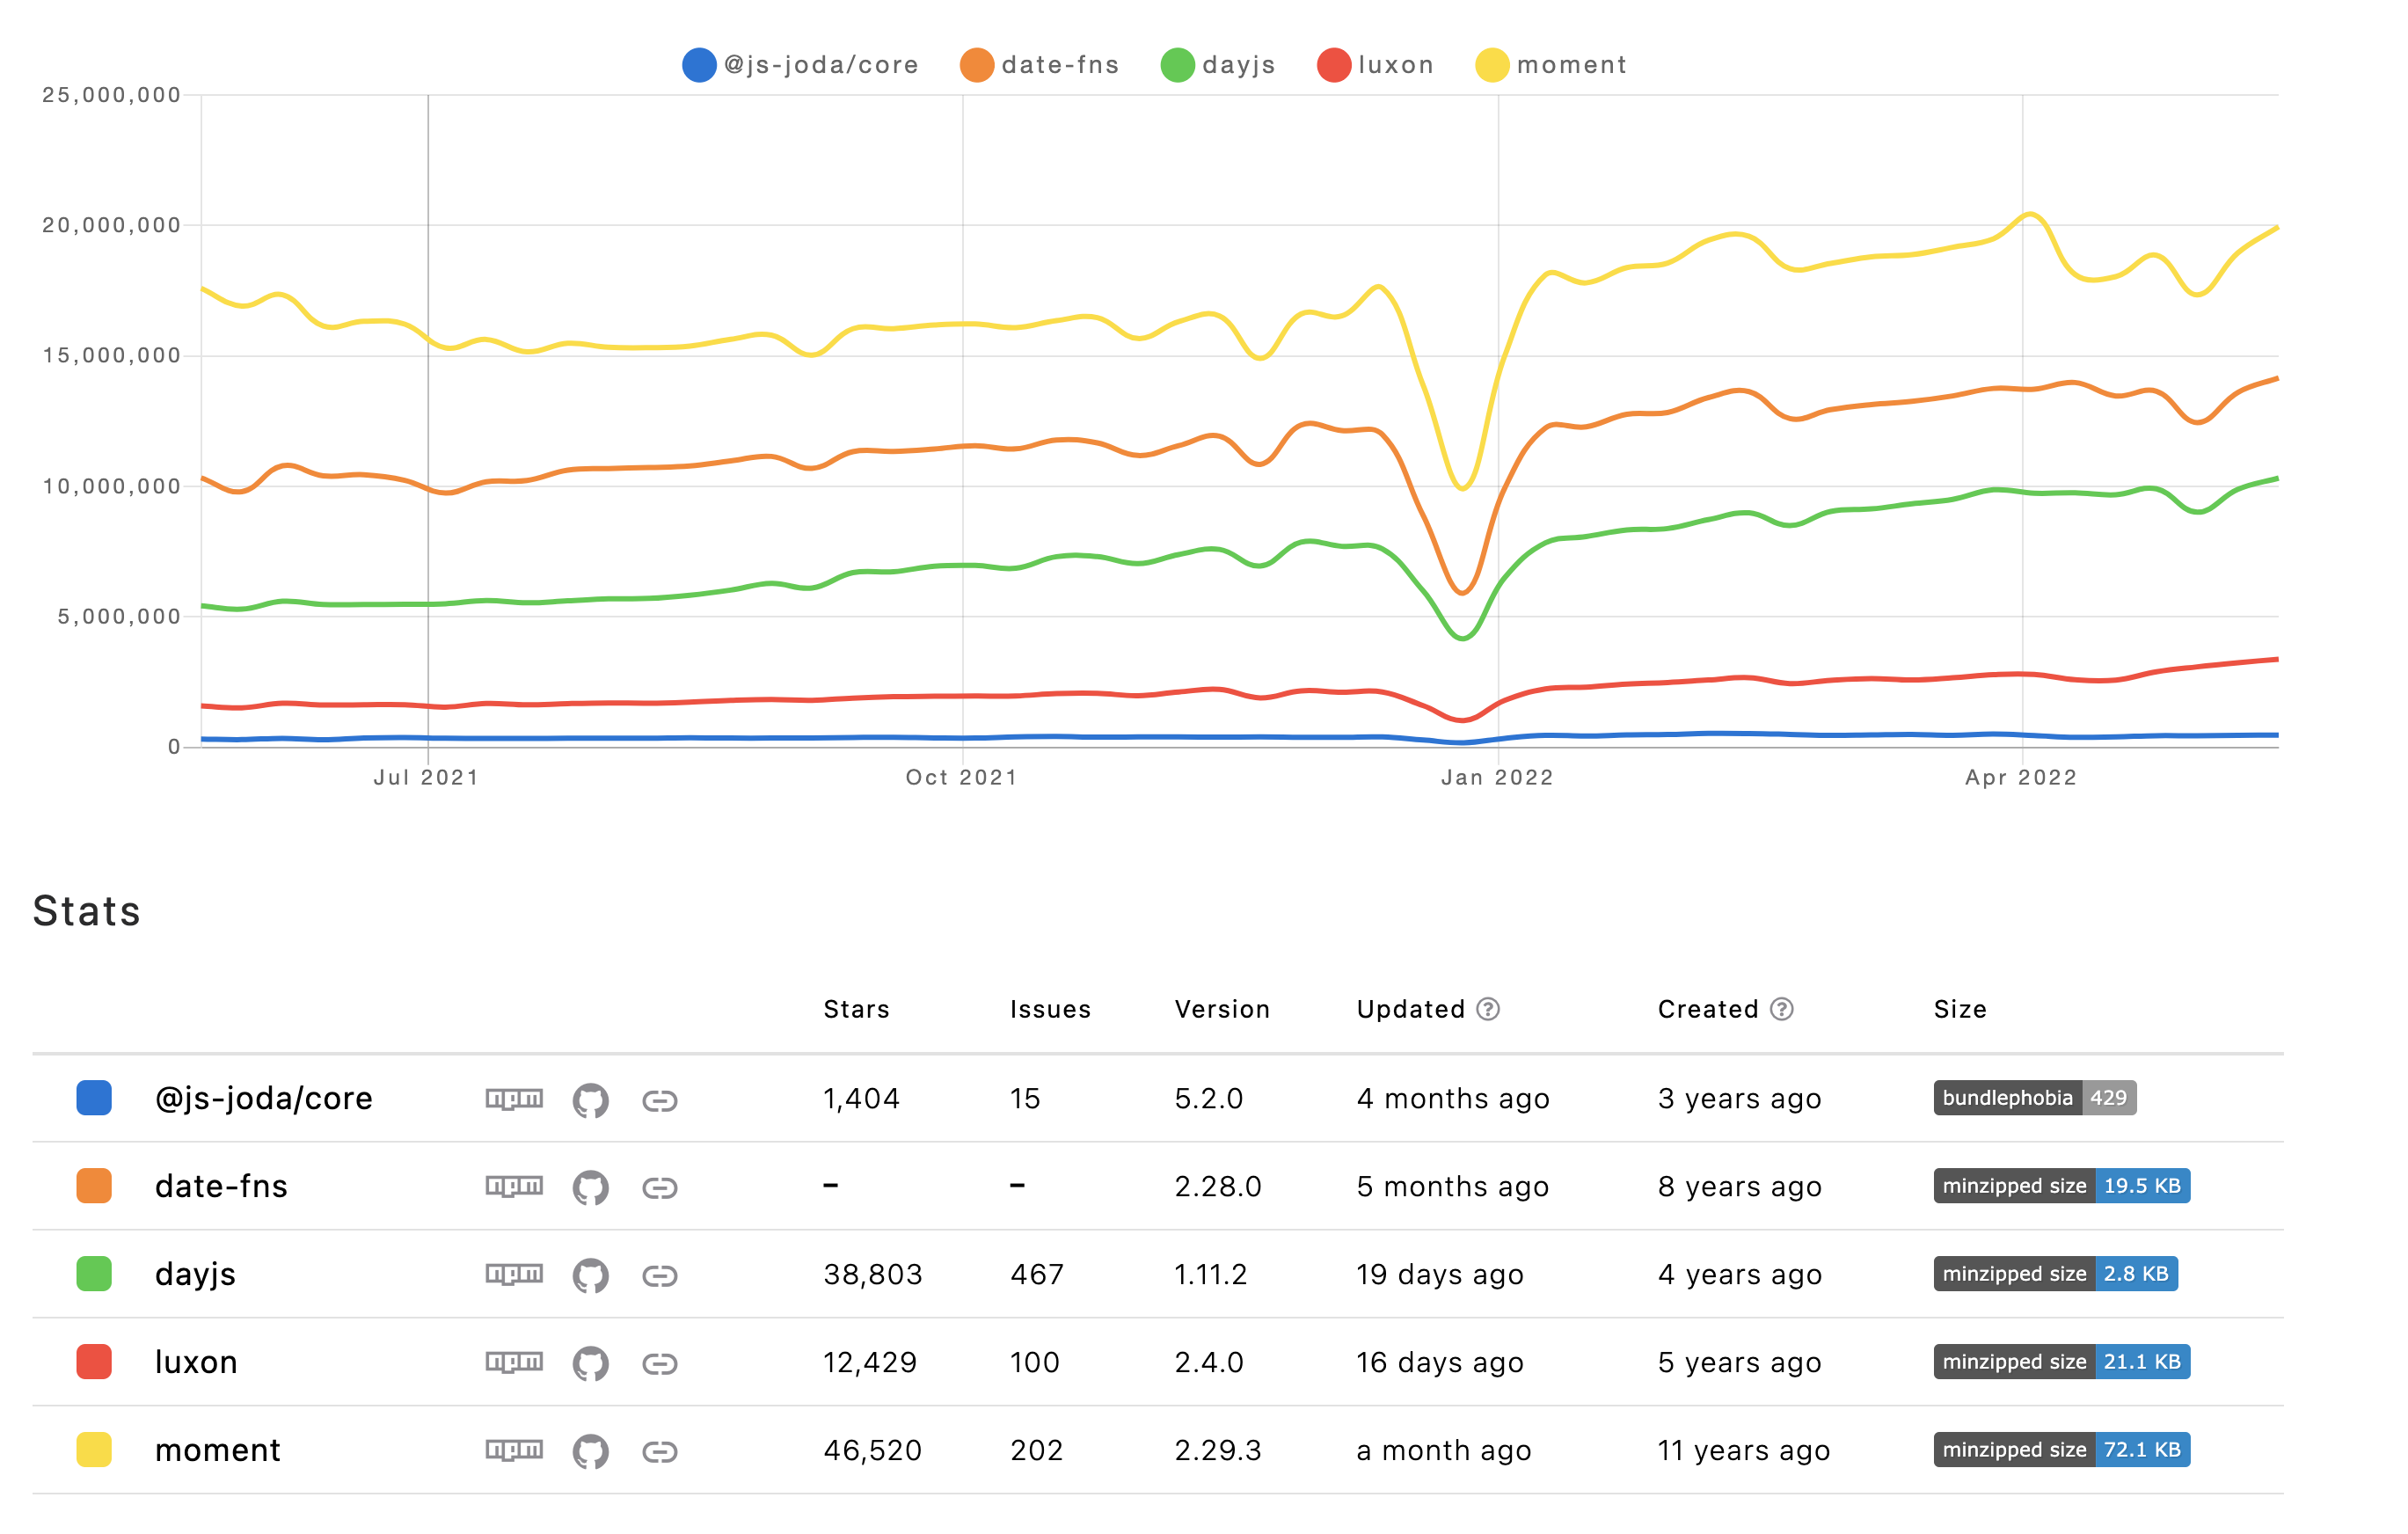 @js-joda/core date-fns dayjs luxon moment
25,000,000
20,000,000
15,000,000
10,000,000
5,000,000
0
Jul 2021 Oct 2021 Jan 2022 Apr 2022
Stats
Stars Issues Version Updated ? Created ? Size
@js-joda/core npm 1,404 15 5.2.0 4 months ago 3 years ago bundlephobia 429
date-fns npm - - 2.28.0 5 months ago 8 years ago minzipped size 19.5 KB
dayjs npm 38,803 467 1.11.2 19 days ago 4 years ago minzipped size 2.8 KB
luxon npm 12,429 100 2.4.0 16 days ago 5 years ago minzipped size 21.1 KB
moment npm 46,520 202 2.29.3 a month ago 11 years ago minzipped size 72.1 KB